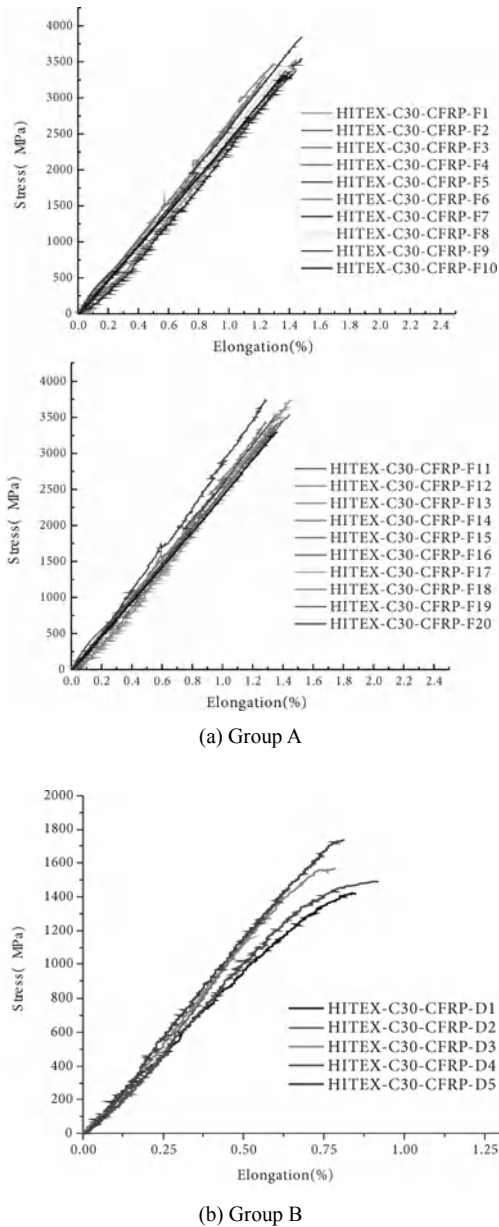 4000
3500
3000
2500
2000
1500
1000
500
0
Stress( MPa)
HITEX-C30-CFRP-F1
HITEX-C30-CFRP-F2
HITEX-C30-CFRP-F3
HITEX-C30-CFRP-F4
HITEX-C30-CFRP-F5
HITEX-C30-CFRP-F6
HITEX-C30-CFRP-F7
HITEX-C30-CFRP-F8
HITEX-C30-CFRP-F9
HITEX-C30-CFRP-F10
0.0 0.2 0.4 0.6 0.8 1.0 1.2 1.4 1.6 1.8 2.0 2.2 2.4
Elongation(%)
4000
3500
3000
2500
2000
1500
1000
500
0
Stress( MPa)
HITEX-C30-CFRP-F11
HITEX-C30-CFRP-F12
HITEX-C30-CFRP-F13
HITEX-C30-CFRP-F14
HITEX-C30-CFRP-F15
HITEX-C30-CFRP-F16
HITEX-C30-CFRP-F17
HITEX-C30-CFRP-F18
HITEX-C30-CFRP-F19
HITEX-C30-CFRP-F20
0.0 0.2 0.4 0.6 0.8 1.0 1.2 1.4 1.6 1.8 2.0 2.2 2.4
Elongation(%)
(a) Group A
2000
1800
1600
1400
1200
1000
800
600
400
200
0
Stress( MPa)
HITEX-C30-CFRP-D1
HITEX-C30-CFRP-D2
HITEX-C30-CFRP-D3
HITEX-C30-CFRP-D4
HITEX-C30-CFRP-D5
0.00 0.25 0.50 0.75 1.00 1.25
Elongation(%)
(b) Group B